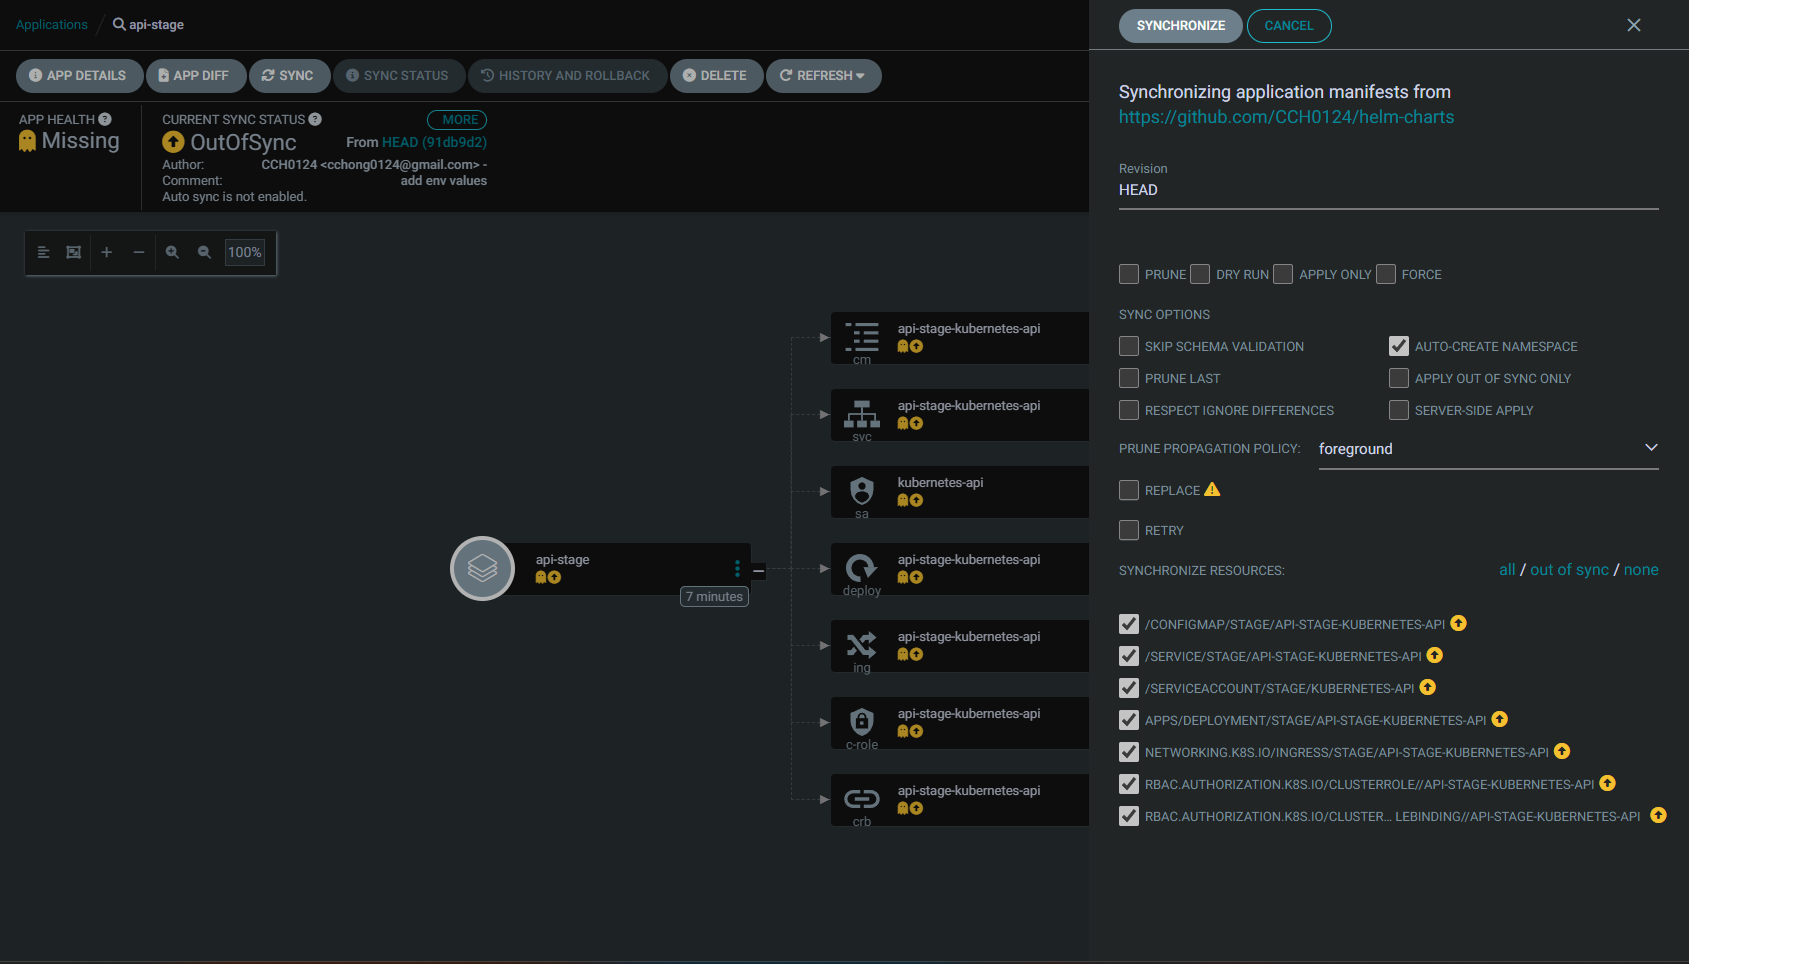 Applications / api-stage
APP DETAILS APP DIFF SYNC SYNC STATUS HISTORY AND ROLLBACK DELETE REFRESH
APP HEALTH
Missing
CURRENT SYNC STATUS MORE
OutOfSync From HEAD (91db9d2)
Author: CCH0124 <cchong0124@gmail.com> -
Comment: add env values
Auto sync is not enabled.
100%
api-stage
7 minutes
api-stage-kubernetes-api
cm
api-stage-kubernetes-api
svc
kubernetes-api
sa
api-stage-kubernetes-api
deploy
api-stage-kubernetes-api
ing
api-stage-kubernetes-api
c-role
api-stage-kubernetes-api
crb
SYNCHRONIZE CANCEL
Synchronizing application manifests from
https://github.com/CCH0124/helm-charts
Revision
HEAD
PRUNE DRY RUN APPLY ONLY FORCE
SYNC OPTIONS
SKIP SCHEMA VALIDATION AUTO-CREATE NAMESPACE
PRUNE LAST APPLY OUT OF SYNC ONLY
RESPECT IGNORE DIFFERENCES SERVER-SIDE APPLY
PRUNE PROPAGATION POLICY: foreground
REPLACE
RETRY
SYNCHRONIZE RESOURCES: all / out of sync / none
/CONFIGMAP/STAGE/API-STAGE-KUBERNETES-API
/SERVICE/STAGE/API-STAGE-KUBERNETES-API
/SERVICEACCOUNT/STAGE/KUBERNETES-API
APPS/DEPLOYMENT/STAGE/API-STAGE-KUBERNETES-API
NETWORKING.K8S.IO/INGRESS/STAGE/API-STAGE-KUBERNETES-API
RBAC.AUTHORIZATION.K8S.IO/CLUSTERROLE//API-STAGE-KUBERNETES-API
RBAC.AUTHORIZATION.K8S.IO/CLUSTER... LEBINDING//API-STAGE-KUBERNETES-API